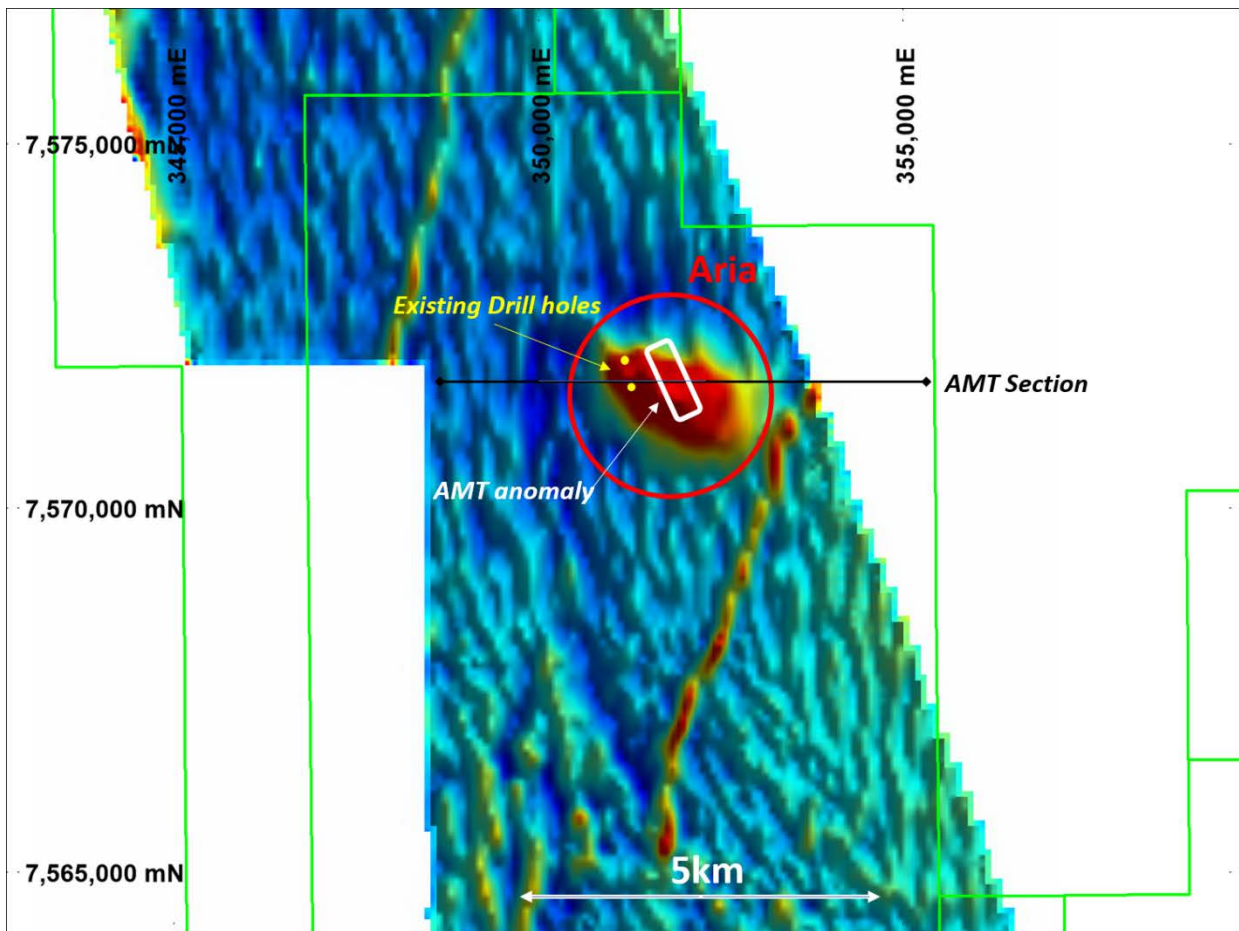 345,000 mE
350,000 mE
355,000 mE
7,575,000 mN
Aria
Existing Drill holes
AMT Section
AMT anomaly
7,570,000 mN
5km
7,565,000 mN